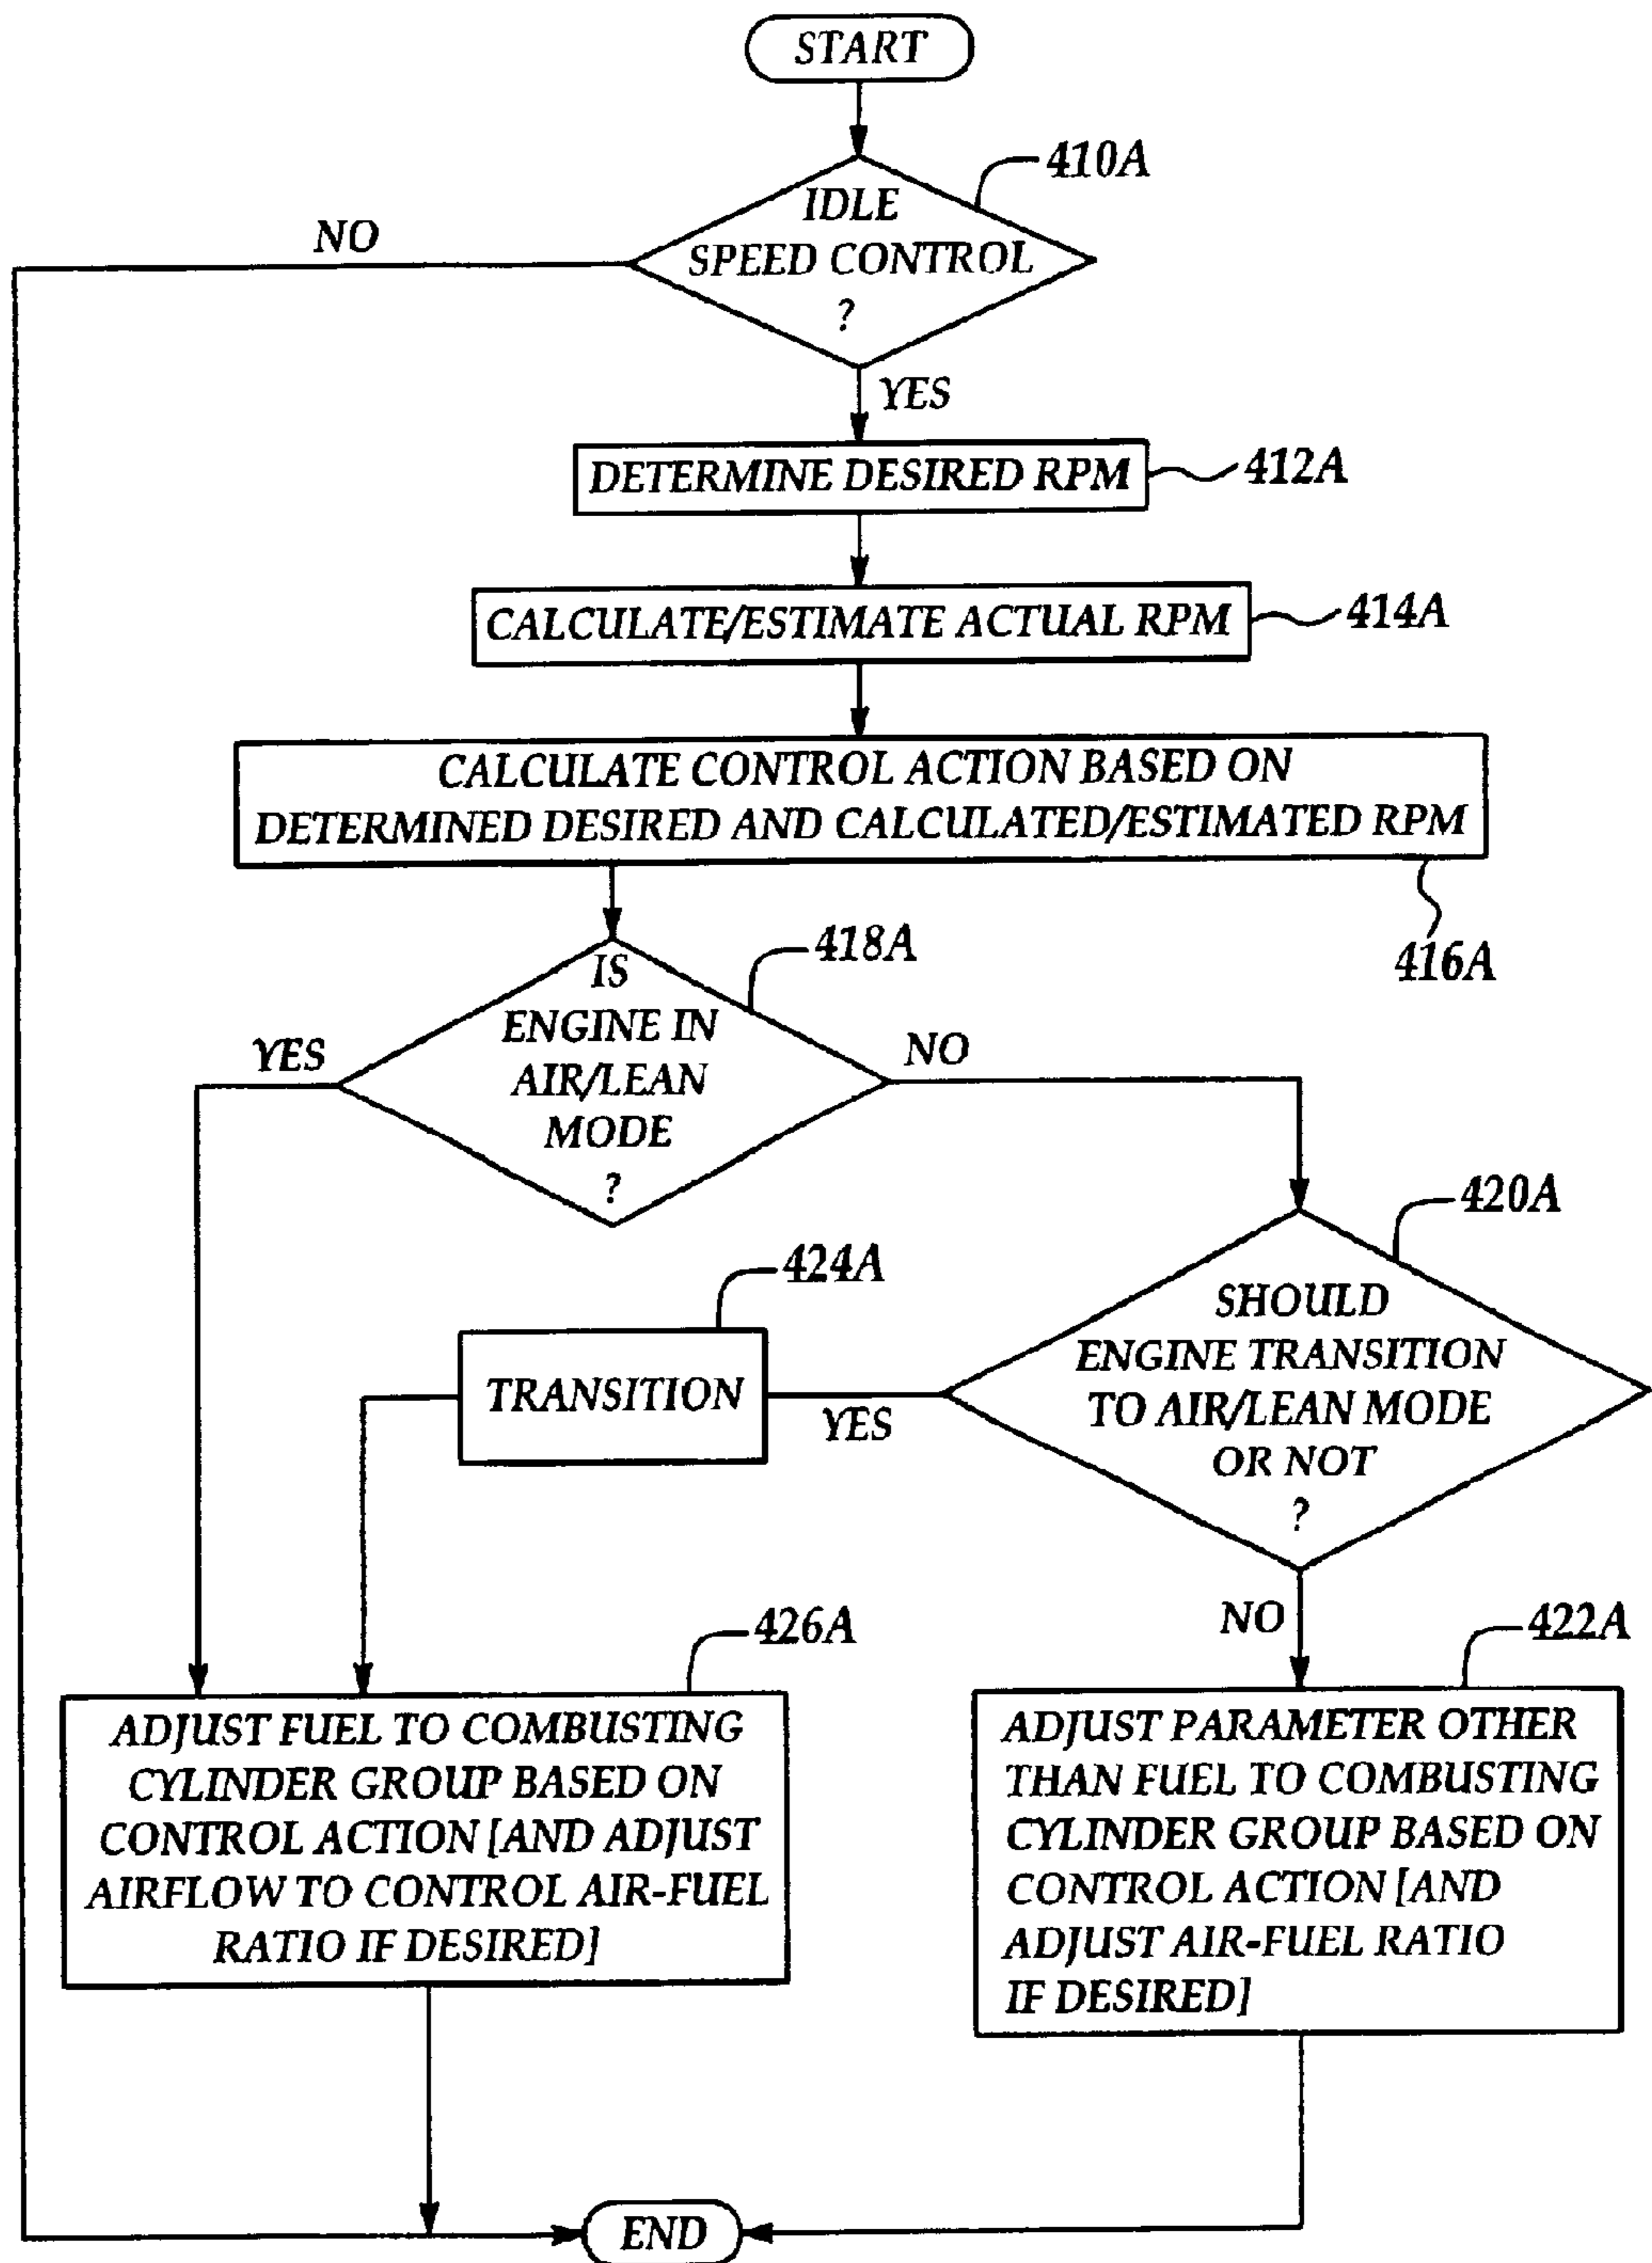 START
410A
IDLE
SPEED CONTROL
?
NO
YES
DETERMINE DESIRED RPM
412A
CALCULATE/ESTIMATE ACTUAL RPM
414A
CALCULATE CONTROL ACTION BASED ON
DETERMINED DESIRED AND CALCULATED/ESTIMATED RPM
416A
418A
IS
ENGINE IN
AIR/LEAN
MODE
?
YES
NO
420A
SHOULD
ENGINE TRANSITION
TO AIR/LEAN MODE
OR NOT
?
424A
TRANSITION
YES
NO
426A
ADJUST FUEL TO COMBUSTING
CYLINDER GROUP BASED ON
CONTROL ACTION [AND ADJUST
AIRFLOW TO CONTROL AIR-FUEL
RATIO IF DESIRED]
422A
ADJUST PARAMETER OTHER
THAN FUEL TO COMBUSTING
CYLINDER GROUP BASED ON
CONTROL ACTION [AND
ADJUST AIR-FUEL RATIO
IF DESIRED]
END